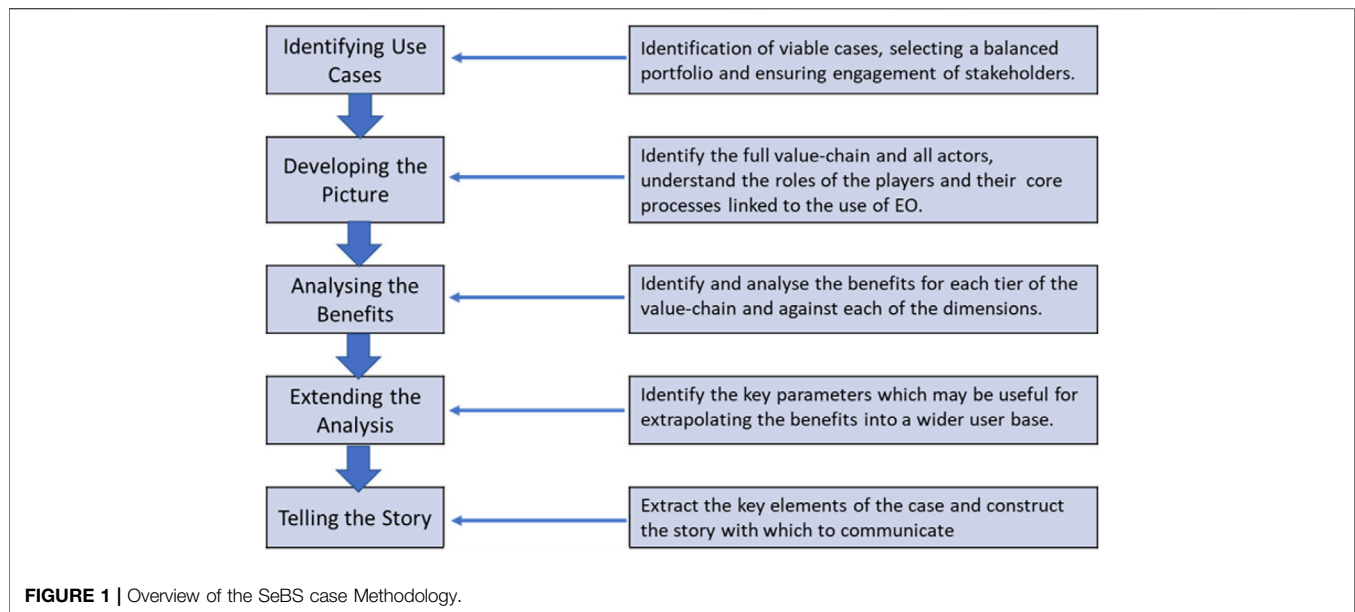 Identifying Use
Cases
Identification of viable cases, selecting a balanced
portfolio and ensuring engagement of stakeholders.
Developing the
Picture
Identify the full value-chain and all actors,
understand the roles of the players and their core
processes linked to the use of EO.
Analysing the
Benefits
Identify and analyse the benefits for each tier of the
value-chain and against each of the dimensions.
Extending the
Analysis
Identify the key parameters which may be useful for
extrapolating the benefits into a wider user base.
Telling the Story
Extract the key elements of the case and construct
the story with which to communicate
FIGURE 1 | Overview of the SeBS case Methodology.